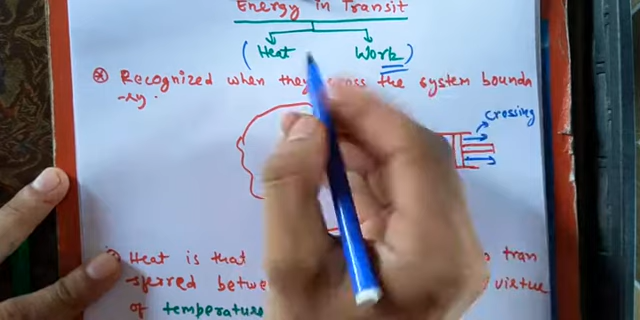 Energy in Transit
(Heat Work)
⊛ Recognized when they cross the system bounda
-ry.
crossing
Heat is that tran
-sferred betwe virtue
of temperature